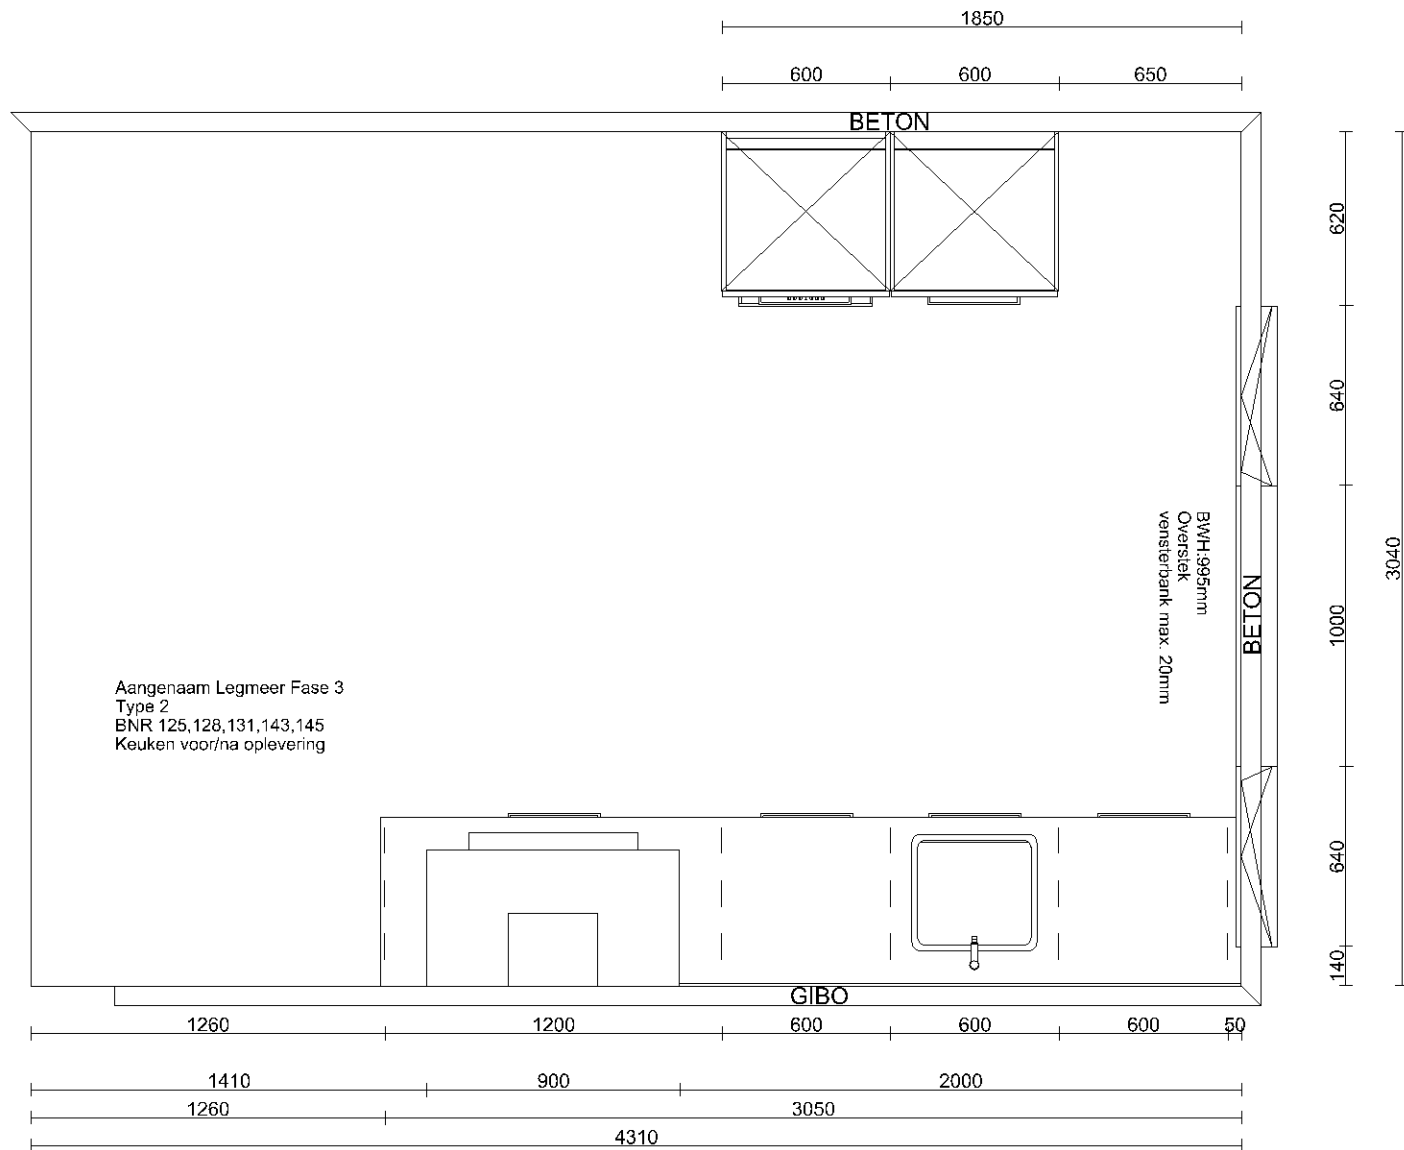 1850
600 600 650
BETON
620
640
1000
640
140
3040
BWH:995mm
Overstek
vensterbank max. 20mm
BETON
Aangenaam Legmeer Fase 3
Type 2
BNR 125,128,131,143,145
Keuken voor/na oplevering
GIBO
1260 1200 600 600 600 50
1410 900 2000
1260 3050
4310